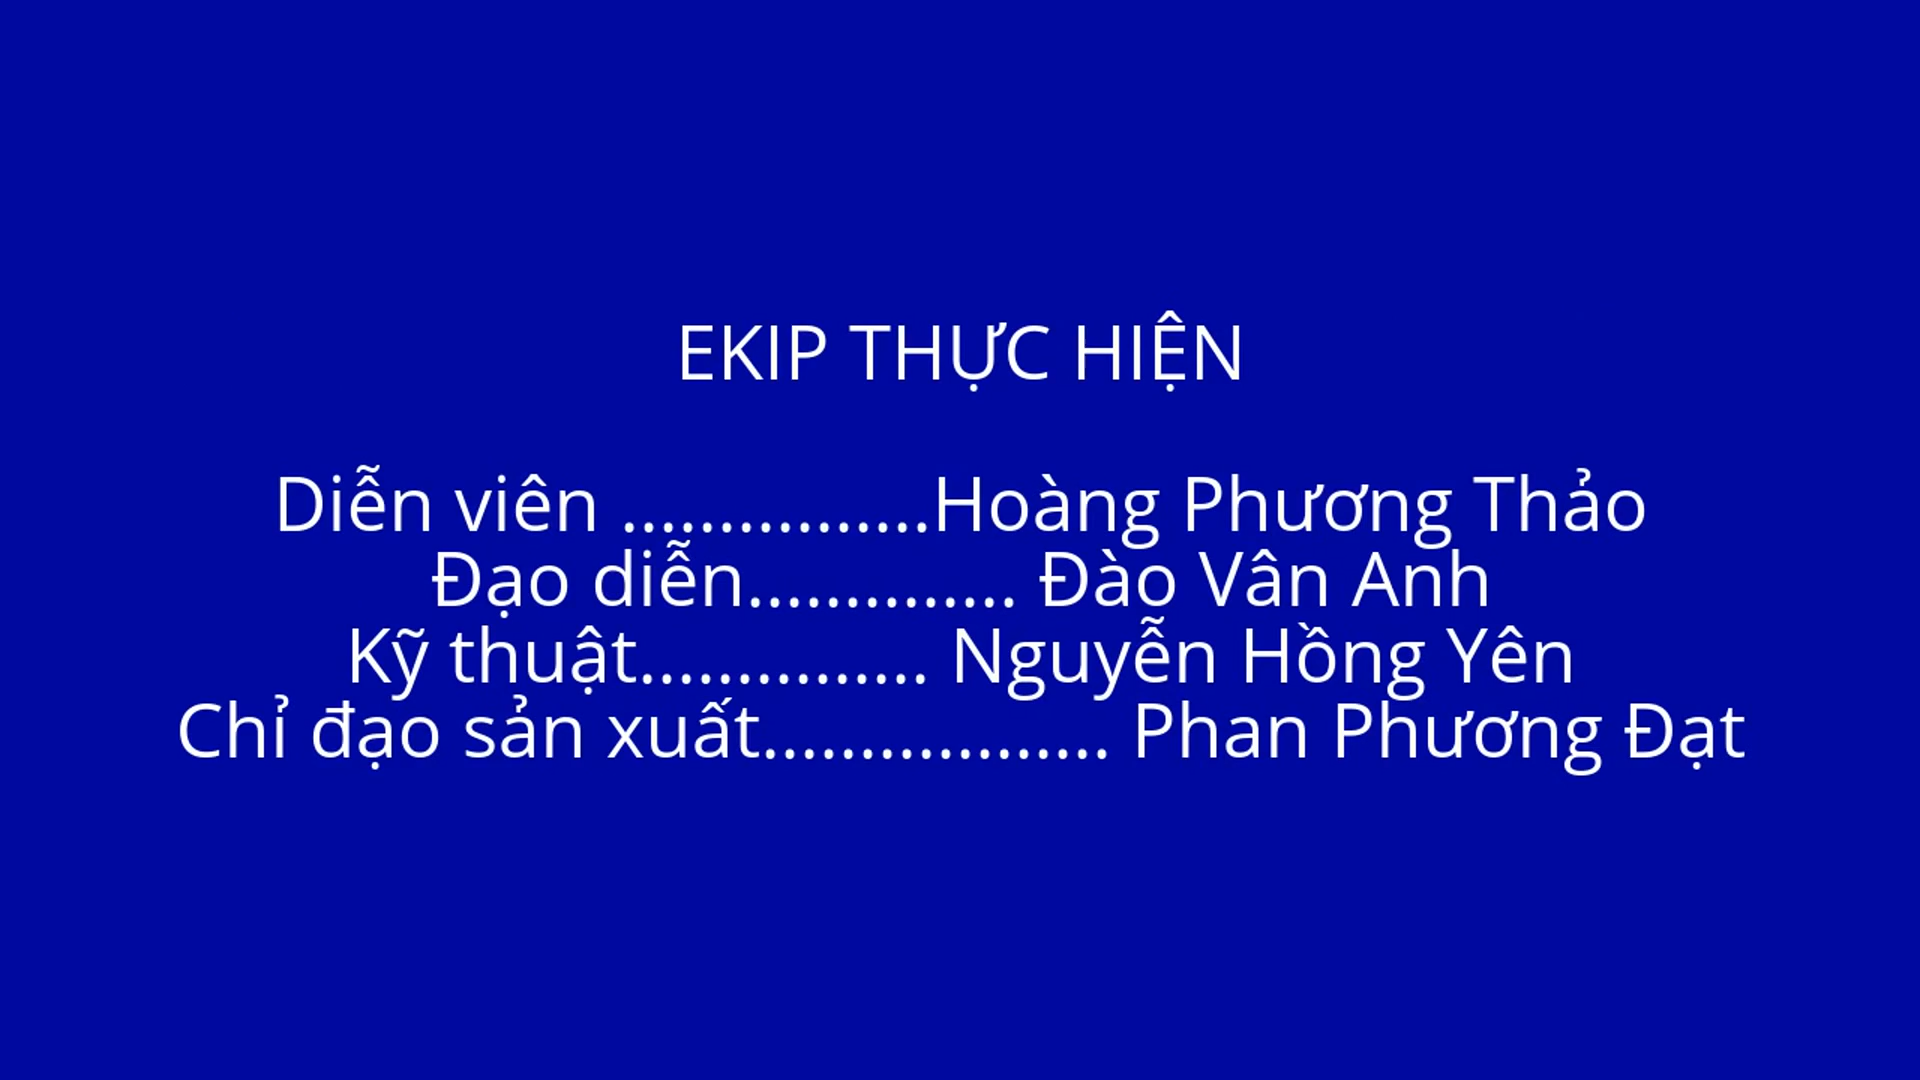 EKIP THỰC HIỆN
Diễn viên ................Hoàng Phương Thảo
Đạo diễn.............. Đào Vân Anh
Kỹ thuật............... Nguyễn Hồng Yên
Chỉ đạo sản xuất.................. Phan Phương Đạt